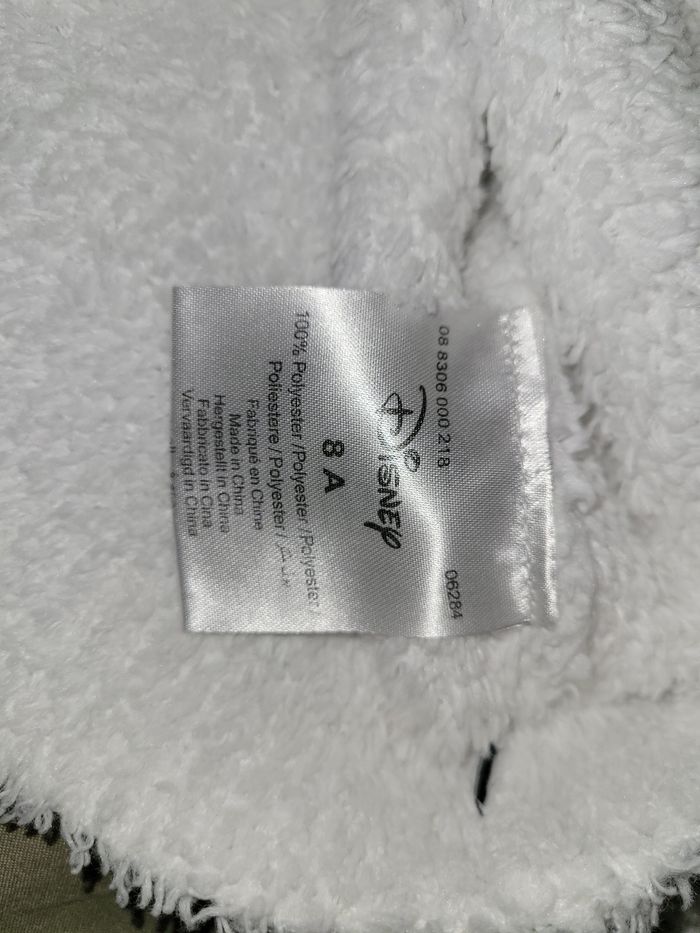 08 8306 000 218 06284
Disney
8 A
100% Polyester / Polyester / Polyester /
Poliestere / Polyester /
Fabriqué en Chine
Made in China
Hergestellt in China
Fabbricato in Cina
Vervaardigd in China